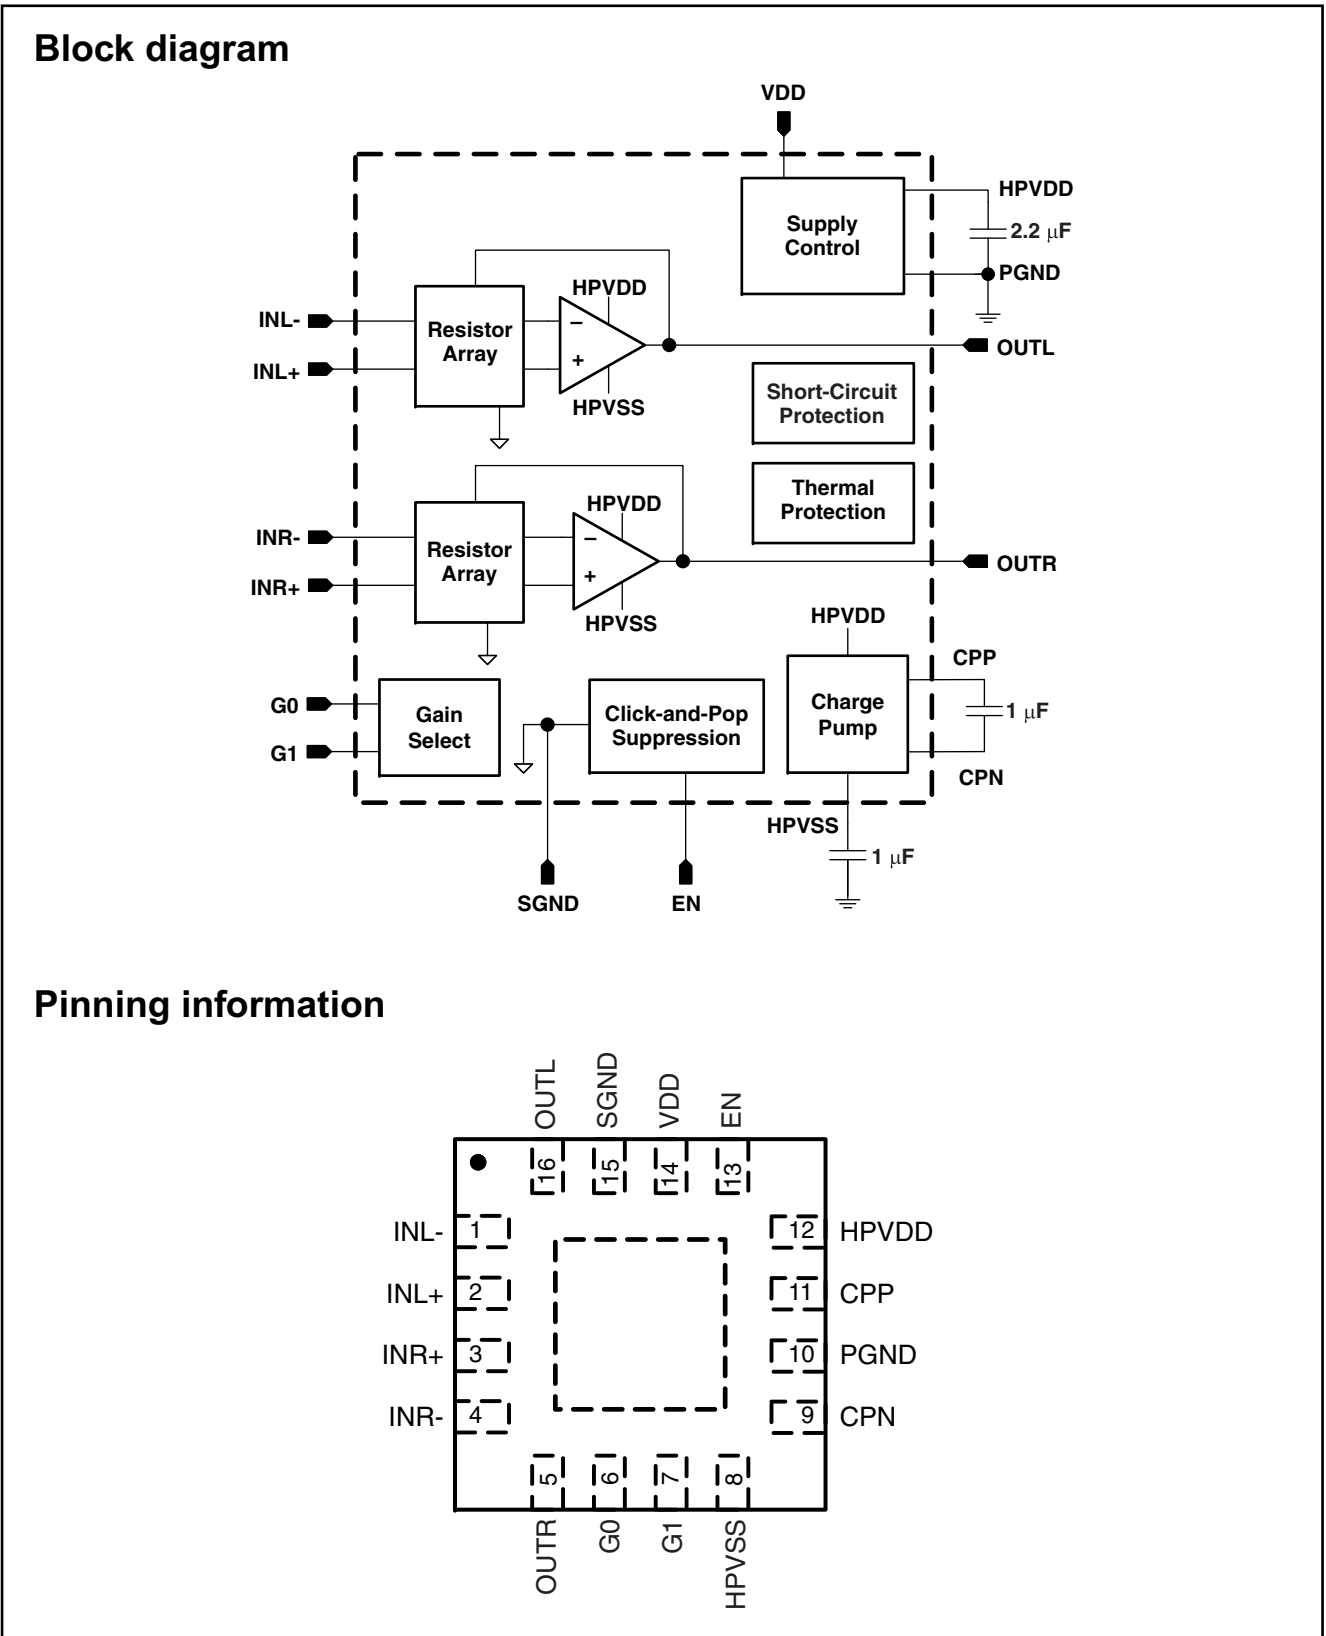 Block diagram
VDD
HPVDD
Supply
Control
2.2 μF
PGND
HPVDD
INL-
Resistor
Array
−
OUTL
INL+
+
HPVSS
Short-Circuit
Protection
Thermal
Protection
HPVDD
INR-
Resistor
Array
−
OUTR
INR+
+
HPVSS
HPVDD
CPP
G0
Gain
Select
Click-and-Pop
Suppression
Charge
Pump
1 μF
G1
CPN
HPVSS
1 μF
SGND
EN
Pinning information
OUTL
SGND
VDD
EN
16
15
14
13
INL-
1
12
HPVDD
INL+
2
11
CPP
INR+
3
10
PGND
INR-
4
9
CPN
5
6
7
8
OUTR
G0
G1
HPVSS